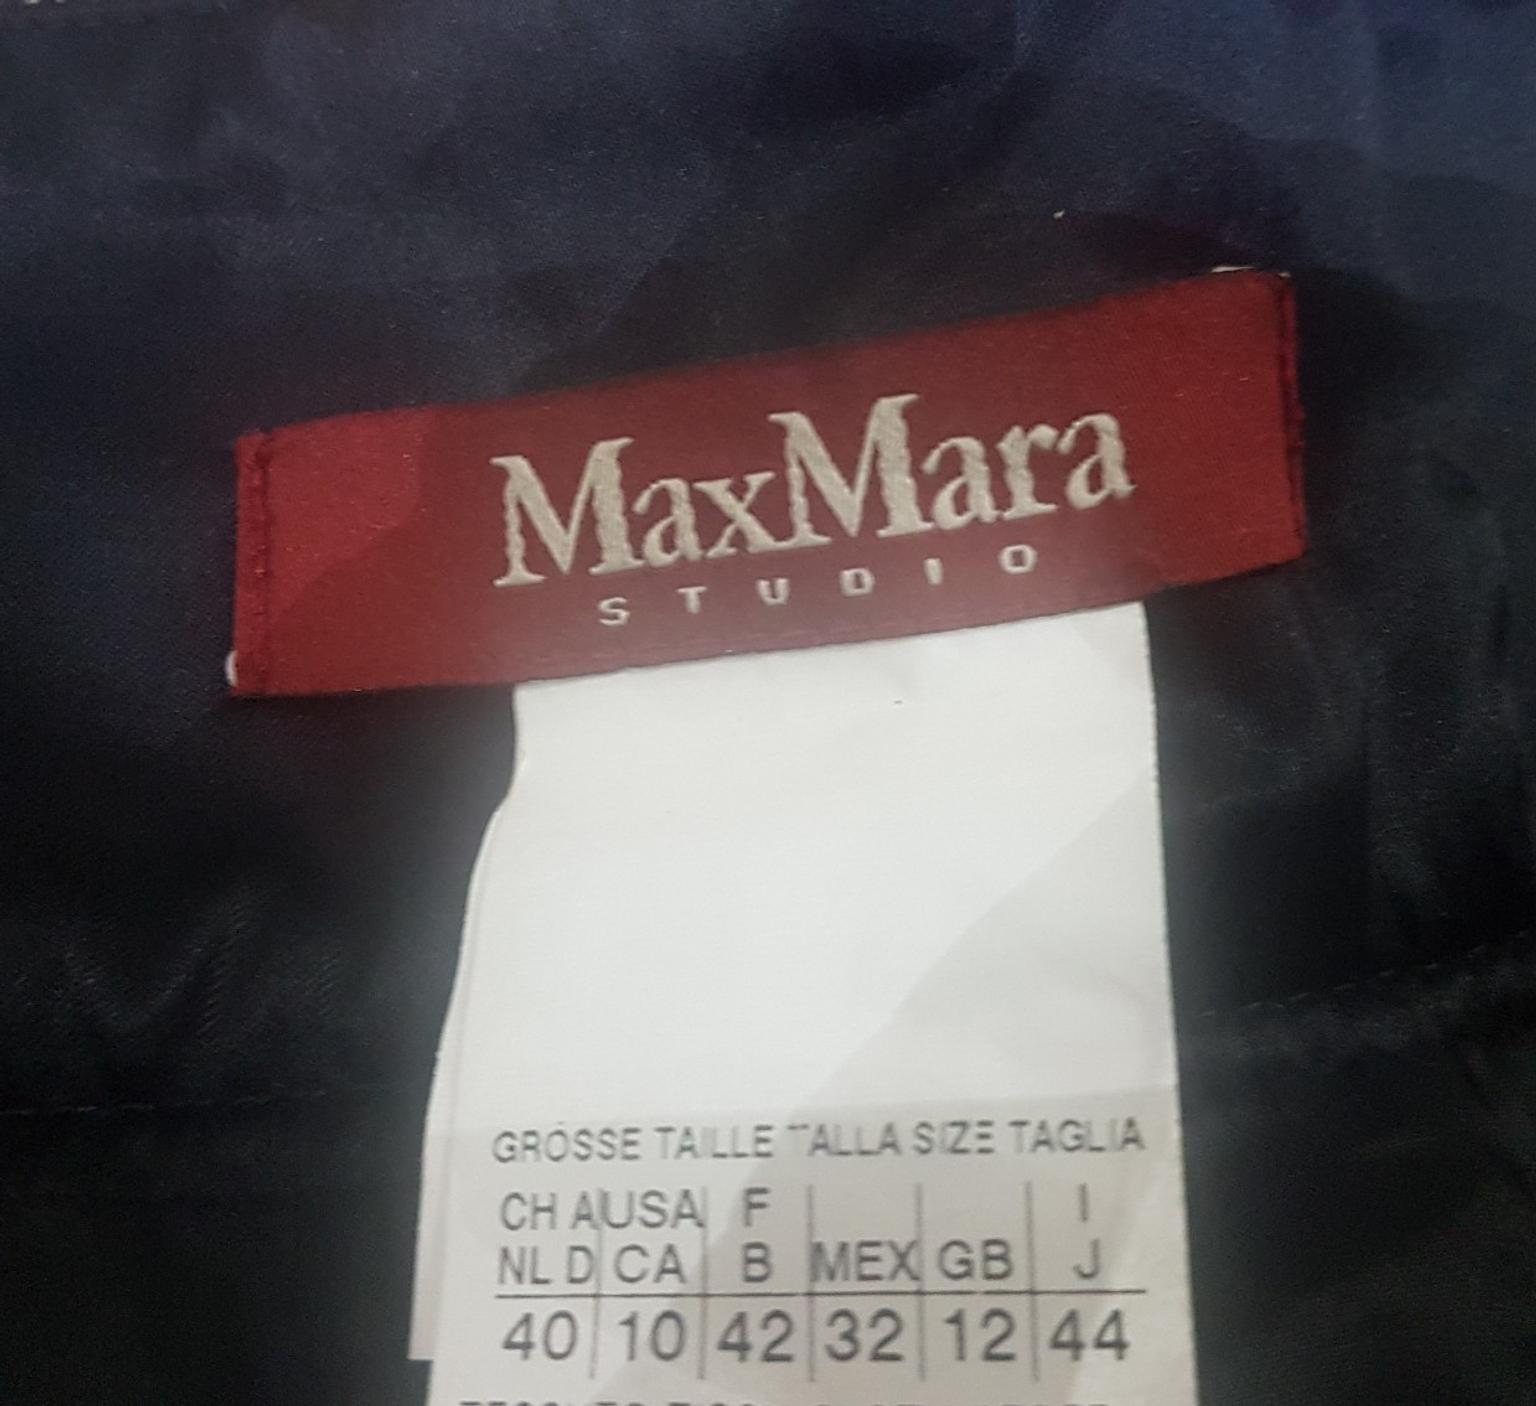 MaxMara
STUDIO
GRÖSSE TAILLE TALLA SIZE TAGLIA
CH A USA F I
NL D CA B MEX GB J
40 10 42 32 12 44